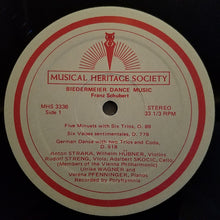 MUSICAL HERITAGE SOCIETY
BIEDERMEIER DANCE MUSIC
Franz Schubert
MHS 3336
Side 1
STEREO
33 1/3 RPM
Five Minuets with Six Trios, D. 89
Six Valses sentimentales, D. 779
German Dance with two Trios and Coda,
D. 618
Anton STRAKA, Wilhelm HÜBNER, Violins;
Rudolf STRENG, Viola; Adalbert SKOCIC, Cello,
(Members of the Vienna Philharmonic)
Ulrike WAGNER and
Verena PFENNINGER, Pianos
Recorded by Polyhymnia